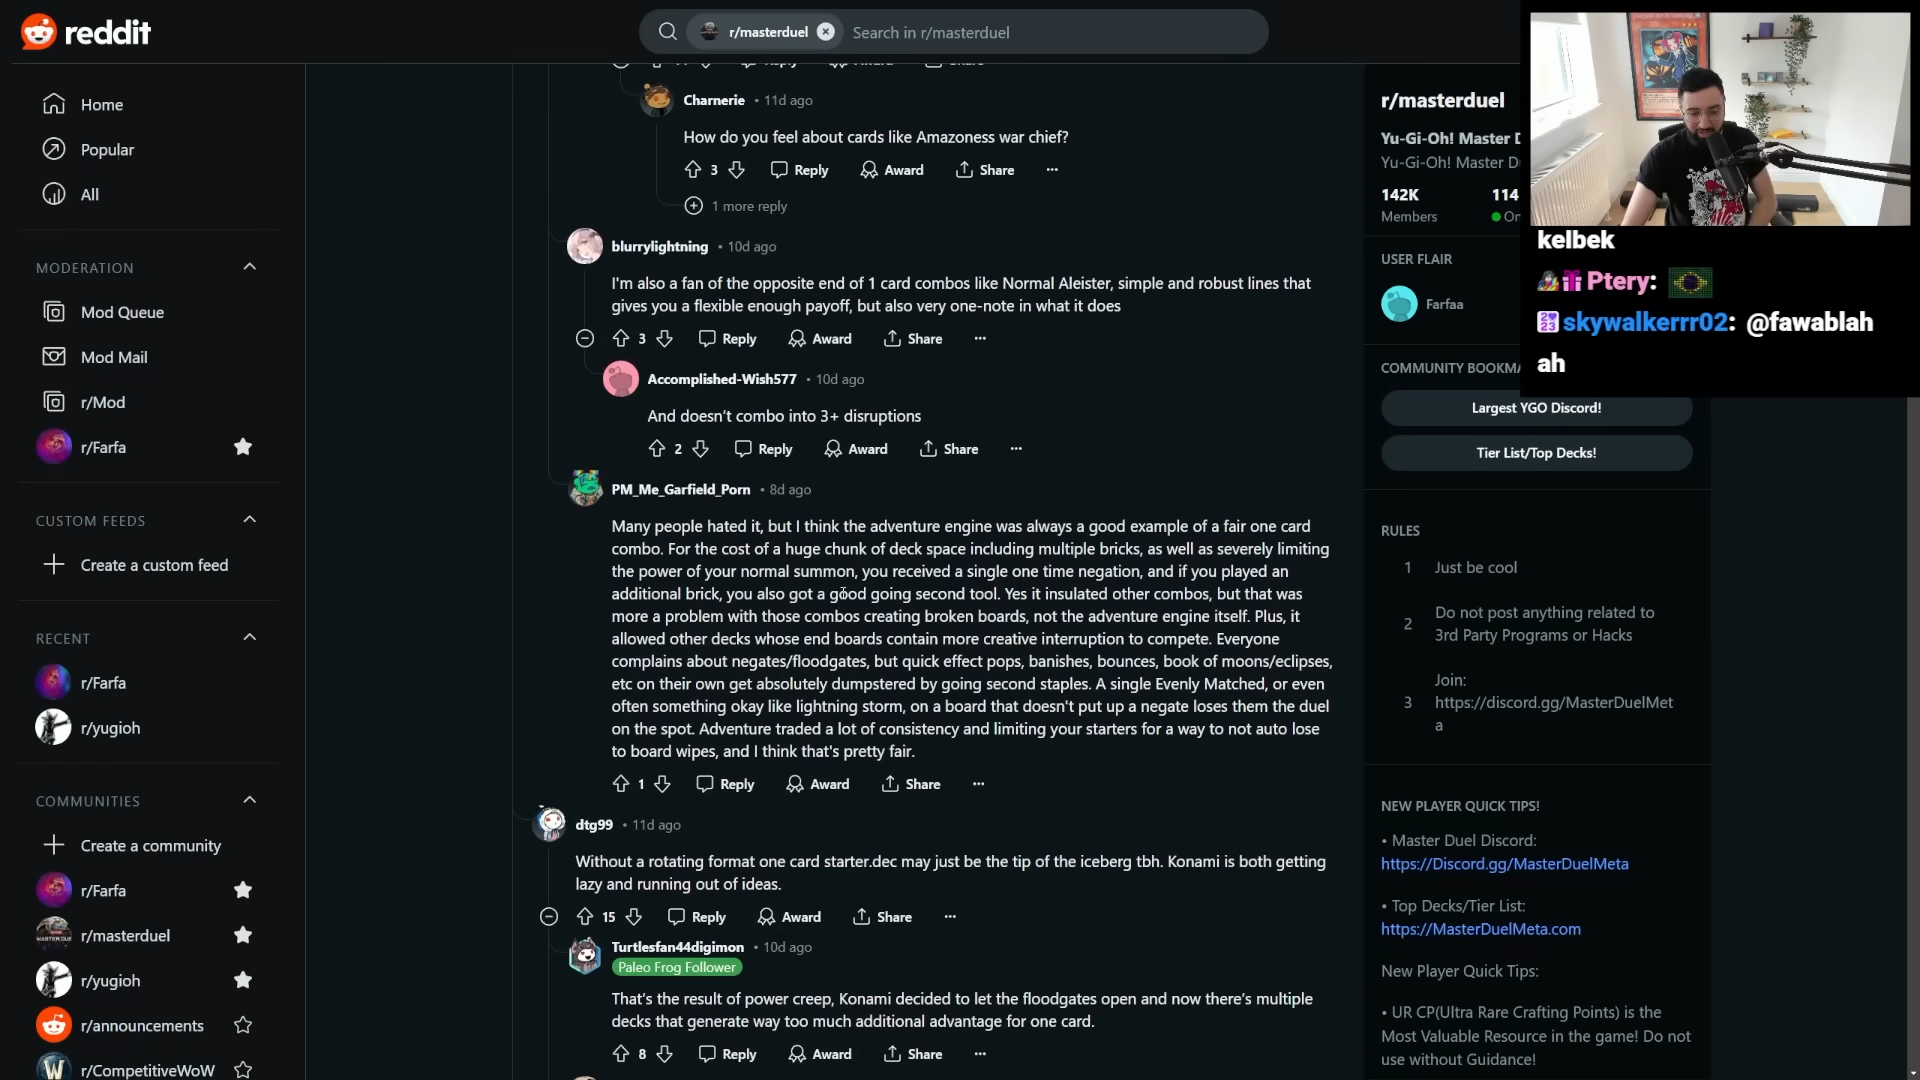 reddit
r/masterduel
Search in r/masterduel
Home
Popular
All
MODERATION
Mod Queue
Mod Mail
r/Mod
r/Farfa
CUSTOM FEEDS
Create a custom feed
RECENT
r/Farfa
r/yugioh
COMMUNITIES
Create a community
r/Farfa
r/masterduel
r/yugioh
r/announcements
r/CompetitiveWoW
Reply Award Share
Charnerie • 11d ago
How do you feel about cards like Amazoness war chief?
3 Reply Award Share
1 more reply
blurrylightning • 10d ago
I'm also a fan of the opposite end of 1 card combos like Normal Aleister, simple and robust lines that
gives you a flexible enough payoff, but also very one-note in what it does
3 Reply Award Share
Accomplished-Wish577 • 10d ago
And doesn't combo into 3+ disruptions
2 Reply Award Share
PM_Me_Garfield_Porn • 8d ago
Many people hated it, but I think the adventure engine was always a good example of a fair one card
combo. For the cost of a huge chunk of deck space including multiple bricks, as well as severely limiting
the power of your normal summon, you received a single one time negation, and if you played an
additional brick, you also got a good going second tool. Yes it insulated other combos, but that was
more a problem with those combos creating broken boards, not the adventure engine itself. Plus, it
allowed other decks whose end boards contain more creative interruption to compete. Everyone
complains about negates/floodgates, but quick effect pops, banishes, bounces, book of moons/eclipses,
etc on their own get absolutely dumpstered by going second staples. A single Evenly Matched, or even
often something okay like lightning storm, on a board that doesn't put up a negate loses them the duel
on the spot. Adventure traded a lot of consistency and limiting your starters for a way to not auto lose
to board wipes, and I think that's pretty fair.
1 Reply Award Share
dtg99 • 11d ago
Without a rotating format one card starter.dec may just be the tip of the iceberg tbh. Konami is both getting
lazy and running out of ideas.
15 Reply Award Share
Turtlesfan44digimon • 10d ago
Paleo Frog Follower
That's the result of power creep, Konami decided to let the floodgates open and now there's multiple
decks that generate way too much additional advantage for one card.
8 Reply Award Share
r/masterduel
Yu-Gi-Oh! Master D
Yu-Gi-Oh! Master Du
142K 114
Members On
USER FLAIR
Farfaa
COMMUNITY BOOKMA
Largest YGO Discord!
Tier List/Top Decks!
RULES
1 Just be cool
2 Do not post anything related to
3rd Party Programs or Hacks
3 Join:
https://discord.gg/MasterDuelMet
a
NEW PLAYER QUICK TIPS!
• Master Duel Discord:
https://Discord.gg/MasterDuelMeta
• Top Decks/Tier List:
https://MasterDuelMeta.com
New Player Quick Tips:
• UR CP(Ultra Rare Crafting Points) is the
Most Valuable Resource in the game! Do not
use without Guidance!
kelbek
Ptery:
skywalkerrr02: @fawablah
ah